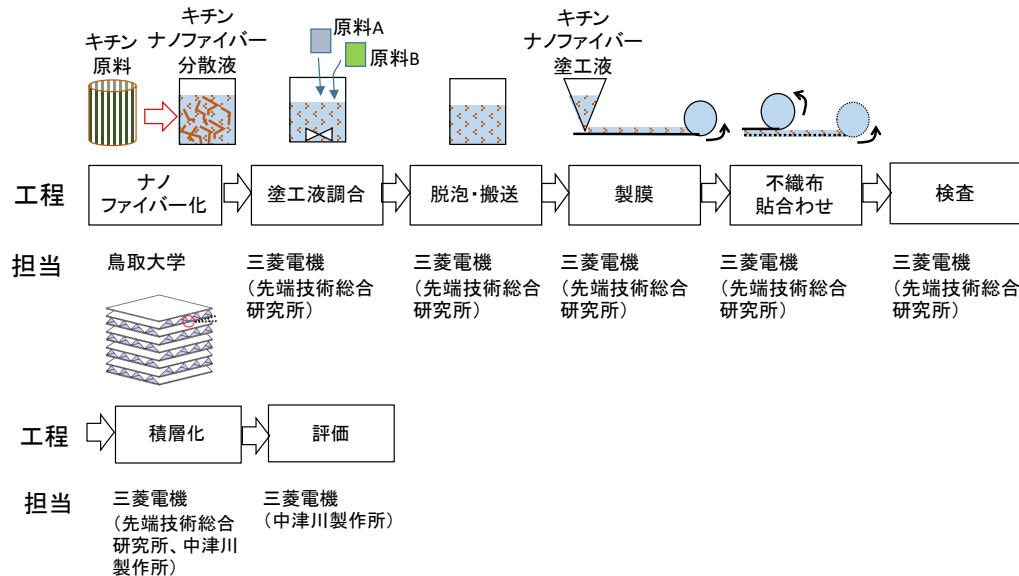 キチン
原料
キチン
ナノファイバー
分散液
原料A
原料B
キチン
ナノファイバー
塗工液
工程
ナノ
ファイバー化
塗工液調合
脱泡・搬送
製膜
不織布
貼合わせ
検査
担当
鳥取大学
三菱電機
(先端技術総合
研究所)
三菱電機
(先端技術総合
研究所)
三菱電機
(先端技術総合
研究所)
三菱電機
(先端技術総合
研究所)
三菱電機
(先端技術総合
研究所)
工程
積層化
評価
担当
三菱電機
(先端技術総合
研究所、中津川
製作所)
三菱電機
(中津川製作所)